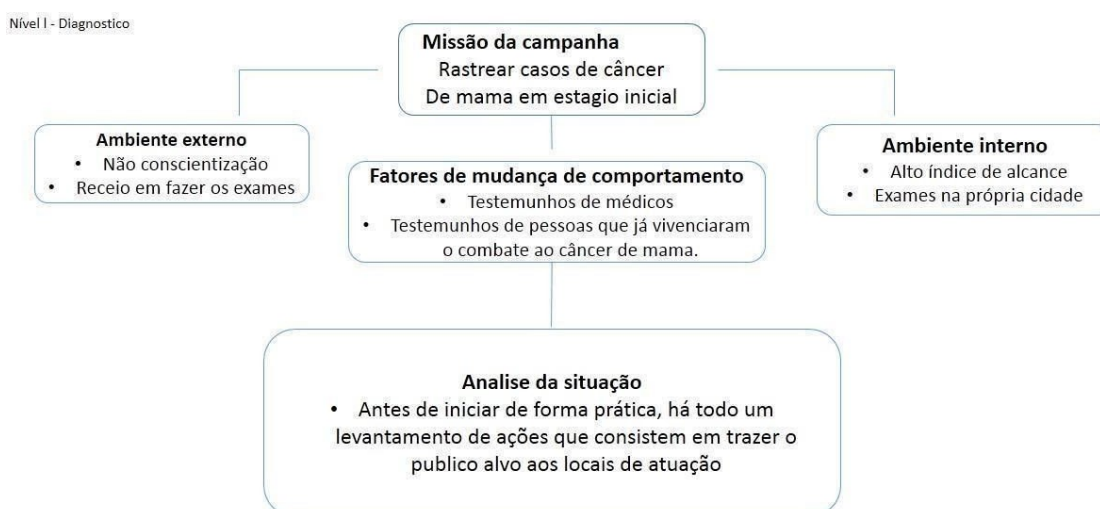 Nível l - Diagnostico
Missão da campanha
Rastrear casos de câncer
De mama em estagio inicial
Ambiente externo
• Não conscientização
• Receio em fazer os exames
Fatores de mudança de comportamento
• Testemunhos de médicos
• Testemunhos de pessoas que já vivenciaram
o combate ao câncer de mama.
Ambiente interno
• Alto índice de alcance
• Exames na própria cidade
Analise da situação
• Antes de iniciar de forma prática, há todo um
levantamento de ações que consistem em trazer o
publico alvo aos locais de atuação